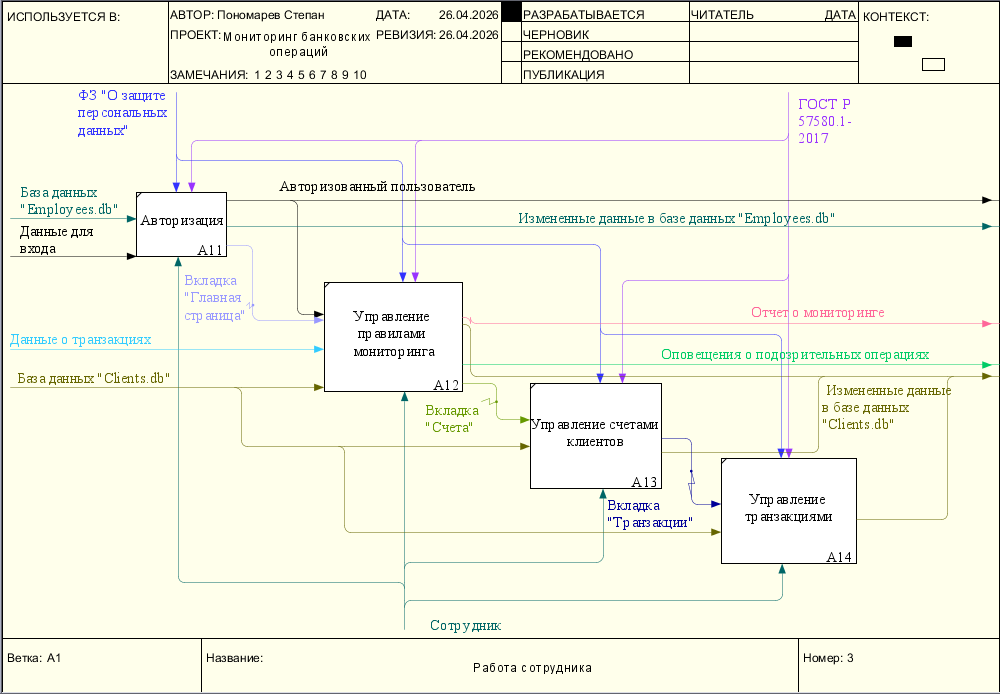 ИСПОЛЬЗУЕТСЯ В:
АВТОР: Пономарев Степан
ДАТА: 26.04.2026
ПРОЕКТ: Мониторинг банковских
операций
РЕВИЗИЯ: 26.04.2026
ЗАМЕЧАНИЯ: 1 2 3 4 5 6 7 8 9 10
РАЗРАБАТЫВАЕТСЯ
ЧЕРНОВИК
РЕКОМЕНДОВАНО
ПУБЛИКАЦИЯ
ЧИТАТЕЛЬ
ДАТА
КОНТЕКСТ:
ФЗ "О защите
персональных
данных"
ГОСТ Р
57580.1-
2017
База данных
"Employees.db"
Данные для
входа
Авторизация
A11
Авторизованный пользователь
Измененные данные в базе данных "Employees.db"
Вкладка
"Главная
страница"
Данные о транзакциях
База данных "Clients.db"
Управление
правилами
мониторинга
A12
Отчет о мониторинге
Оповещения о подозрительных операциях
Вкладка
"Счета"
Управление счетами
клиентов
A13
Измененные данные
в базе данных
"Clients.db"
Вкладка
"Транзакции"
Управление
транзакциями
A14
Сотрудник
Ветка: A1
Название:
Работа сотрудника
Номер: 3